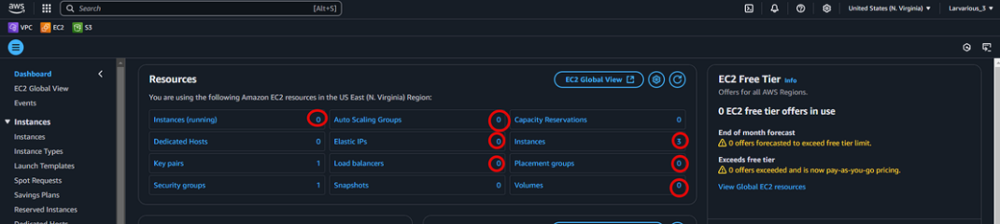 aws Search [Alt+S] United States (N. Virginia) Larvarious_3
VPC EC2 S3
Dashboard
EC2 Global View
Events
Instances
Instances
Instance Types
Launch Templates
Spot Requests
Savings Plans
Reserved Instances
Dedicated Hosts
Resources EC2 Global View
You are using the following Amazon EC2 resources in the US East (N. Virginia) Region:
Instances (running) 0 Auto Scaling Groups 0 Capacity Reservations 0
Dedicated Hosts 0 Elastic IPs 0 Instances 3
Key pairs 1 Load balancers 0 Placement groups 0
Security groups 1 Snapshots 0 Volumes 0
EC2 Free Tier Info
Offers for all AWS Regions.
0 EC2 free tier offers in use
End of month forecast
0 offers forecasted to exceed free tier limit.
Exceeds free tier
0 offers exceeded and is now pay-as-you-go pricing.
View Global EC2 resources